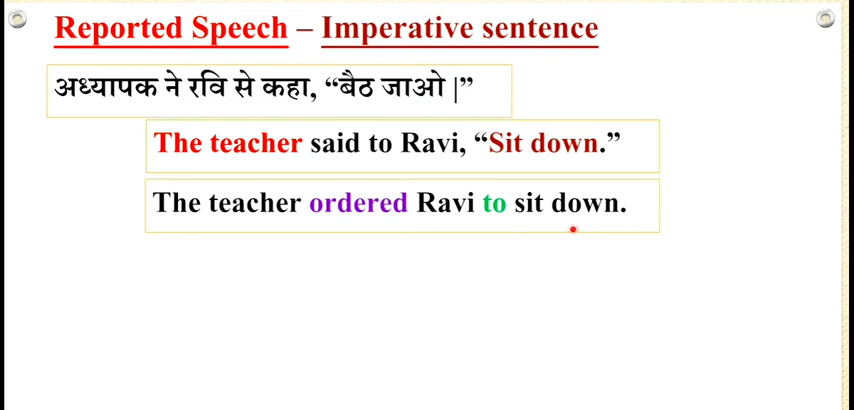 Reported Speech – Imperative sentence
अध्यापक ने रवि से कहा, “बैठ जाओ |”
The teacher said to Ravi, “Sit down.”
The teacher ordered Ravi to sit down.